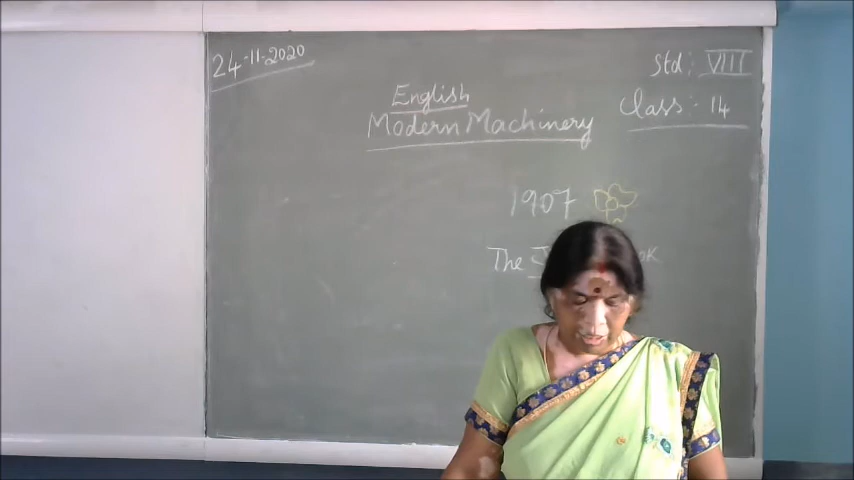 24-11-2020
Std: VIII
English
Class:- 14
Modern Machinery
1907
The